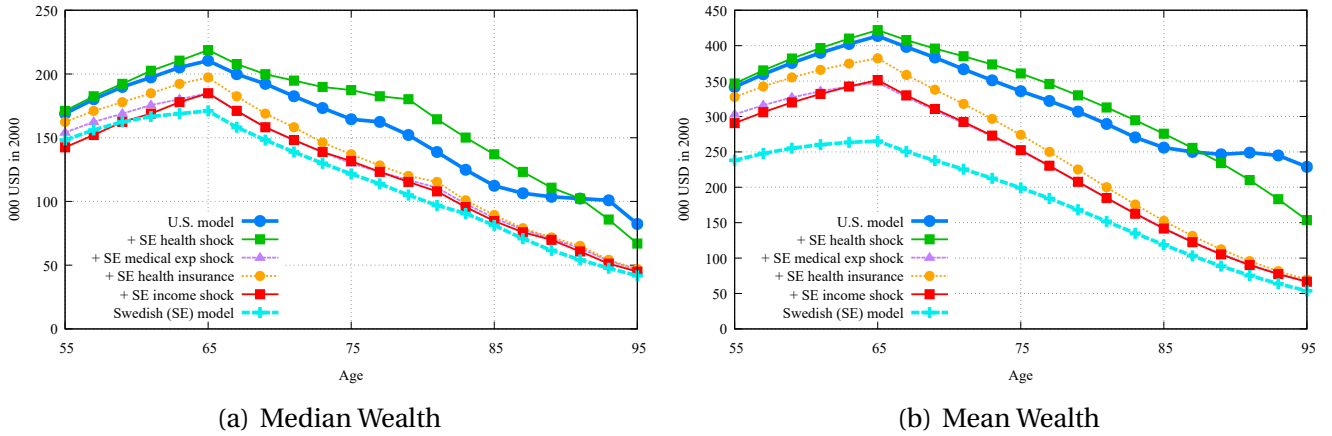 250
200
150
100
50
0
000 USD in 2000
U.S. model
+ SE health shock
+ SE medical exp shock
+ SE health insurance
+ SE income shock
Swedish (SE) model
55 65 75 85 95
Age
(a) Median Wealth
450
400
350
300
250
200
150
100
50
0
000 USD in 2000
U.S. model
+ SE health shock
+ SE medical exp shock
+ SE health insurance
+ SE income shock
Swedish (SE) model
55 65 75 85 95
Age
(b) Mean Wealth